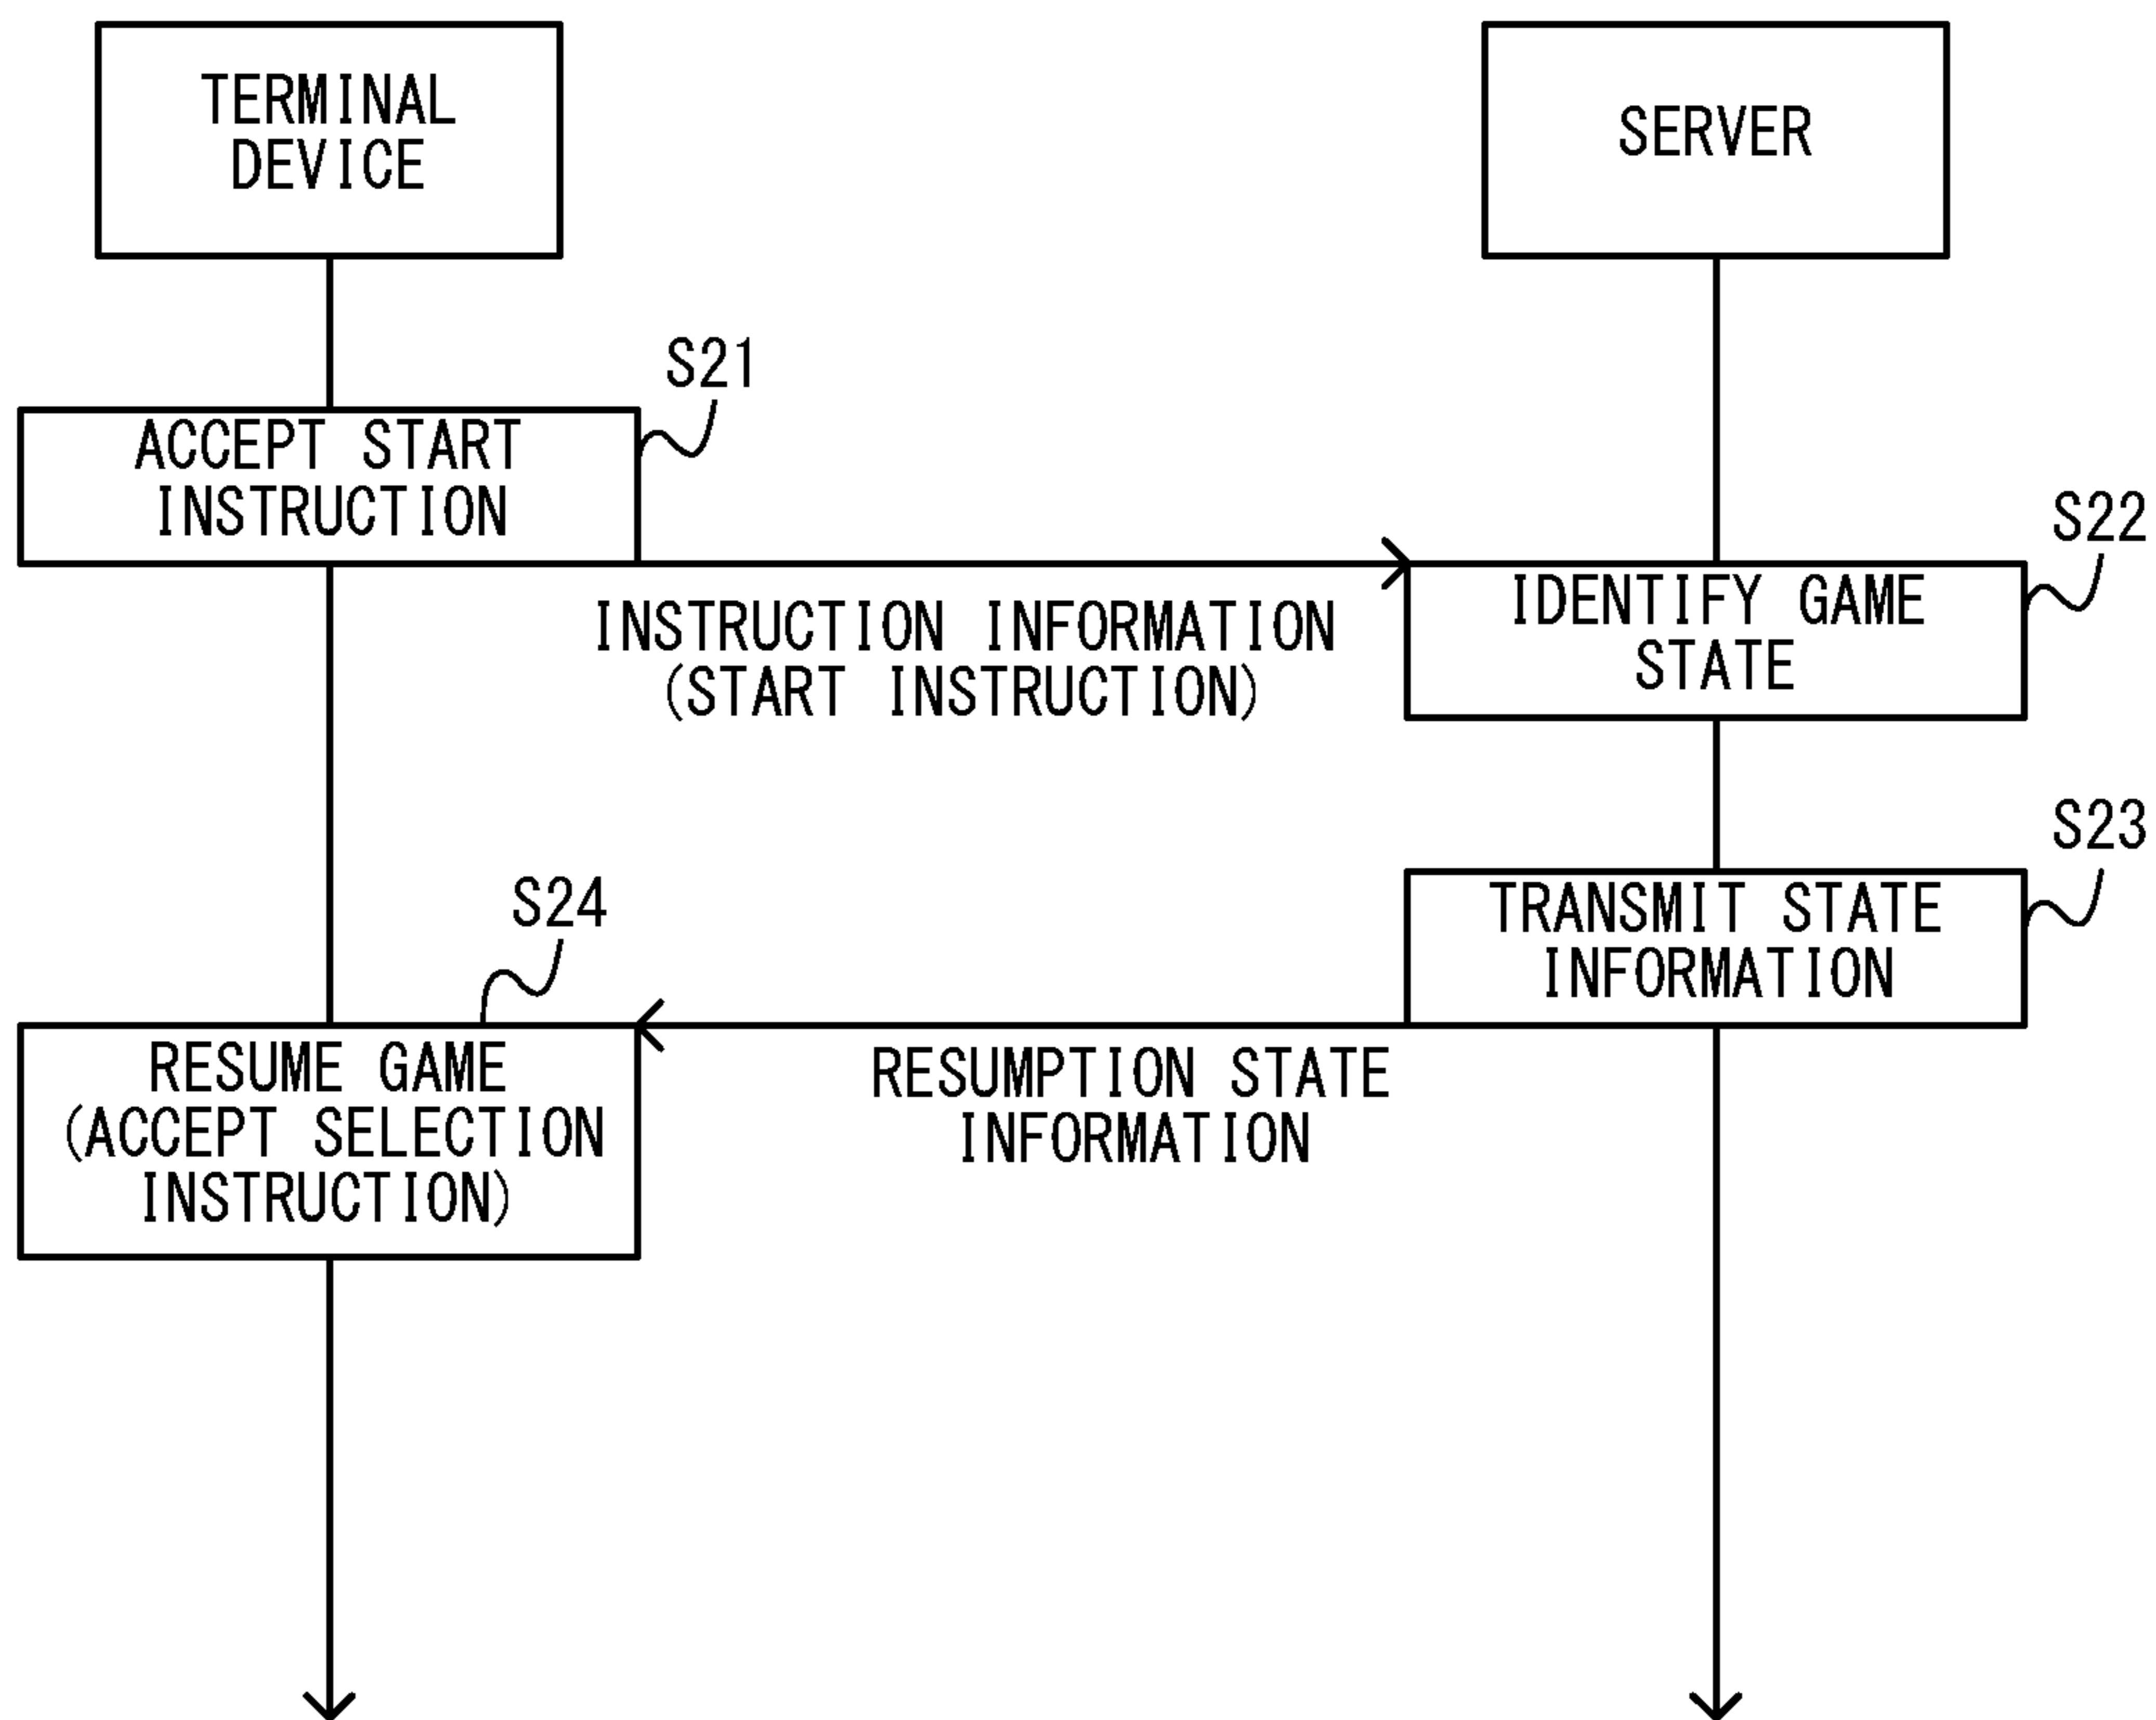 TERMINAL
DEVICE
SERVER
S21
ACCEPT START
INSTRUCTION
S22
INSTRUCTION INFORMATION
(START INSTRUCTION)
IDENTIFY GAME
STATE
S23
TRANSMIT STATE
INFORMATION
S24
RESUME GAME
(ACCEPT SELECTION
INSTRUCTION)
RESUMPTION STATE
INFORMATION